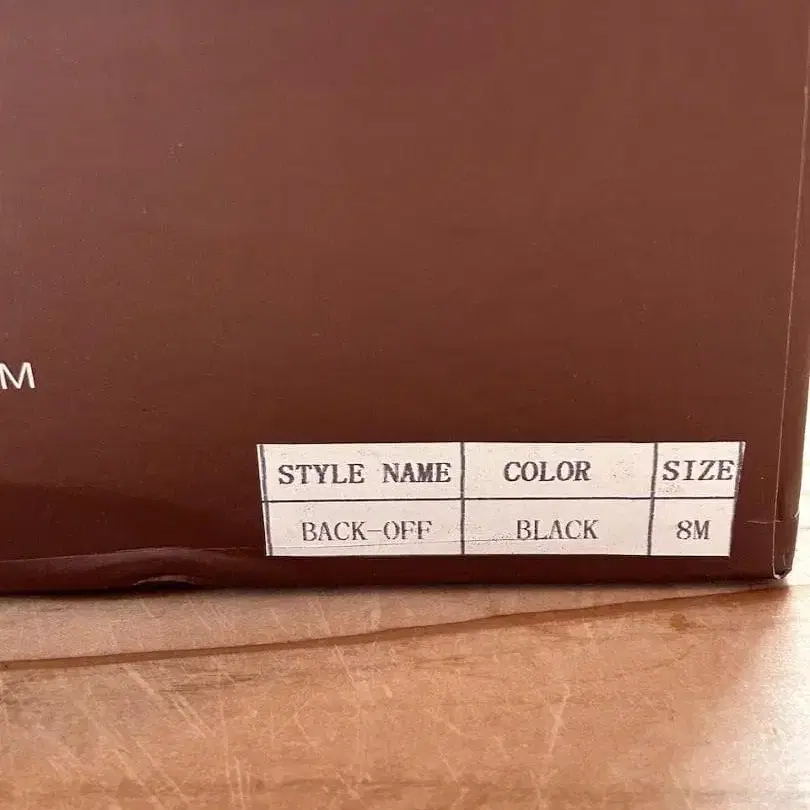 M
STYLE NAME COLOR SIZE
BACK-OFF BLACK 8M